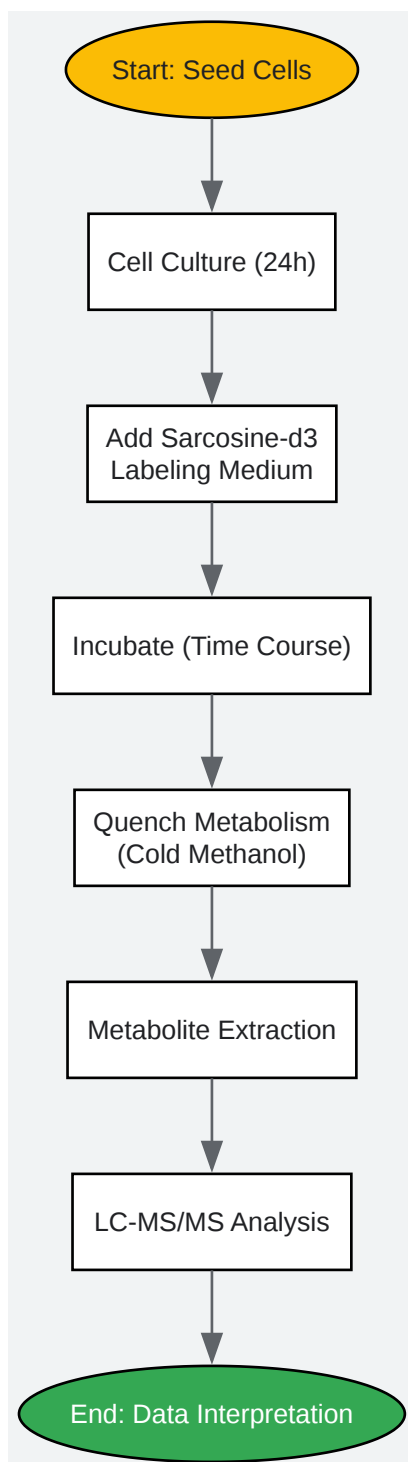 Start: Seed Cells
Cell Culture (24h)
Add Sarcosine-d3
Labeling Medium
Incubate (Time Course)
Quench Metabolism
(Cold Methanol)
Metabolite Extraction
LC-MS/MS Analysis
End: Data Interpretation